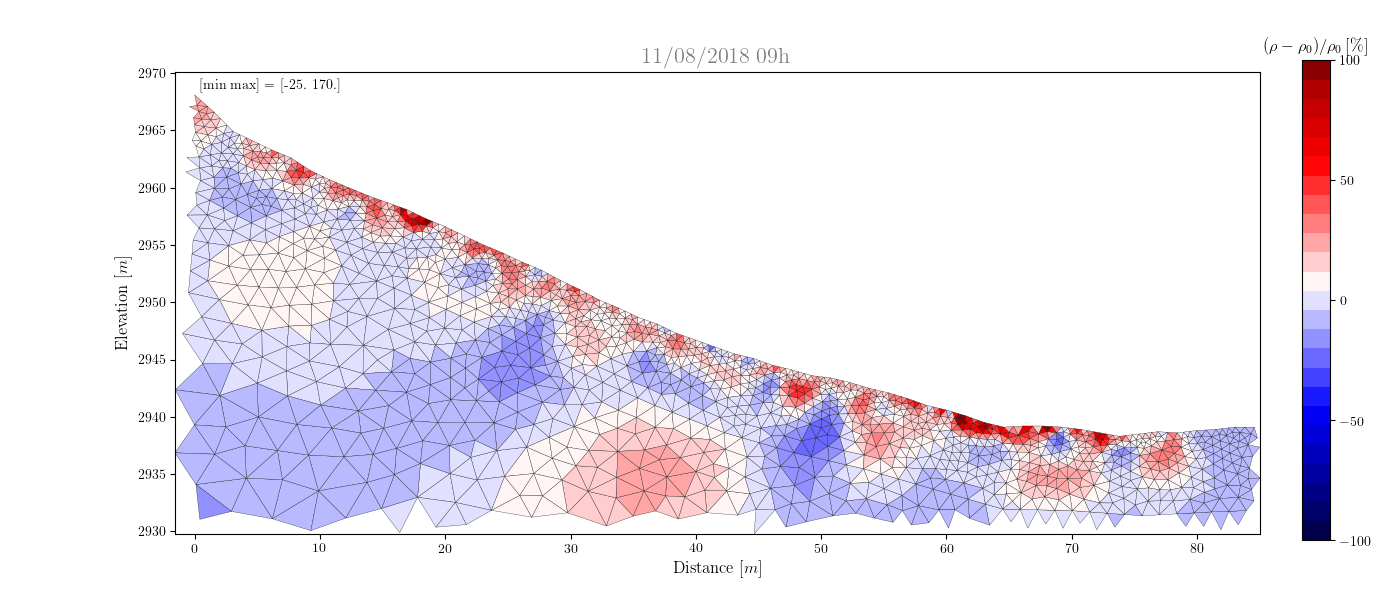 11/08/2018 09h
(ρ − ρ₀)/ρ₀ [%]
[min max] = [-25. 170.]
2970
2965
2960
2955
2950
2945
2940
2935
2930
Elevation [m]
0 10 20 30 40 50 60 70 80
Distance [m]
100
50
0
−50
−100